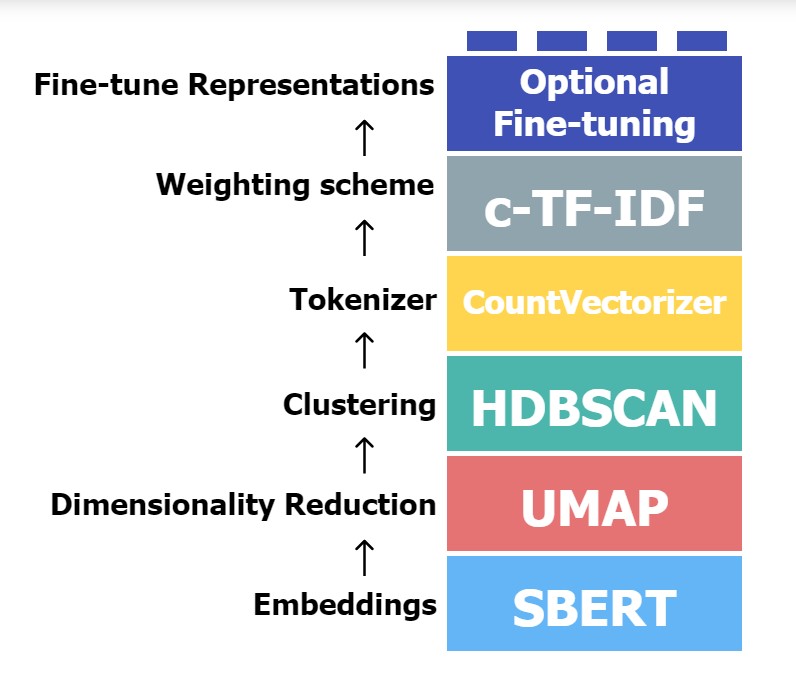 Fine-tune Representations
Optional
Fine-tuning
Weighting scheme
c-TF-IDF
Tokenizer
CountVectorizer
Clustering
HDBSCAN
Dimensionality Reduction
UMAP
Embeddings
SBERT